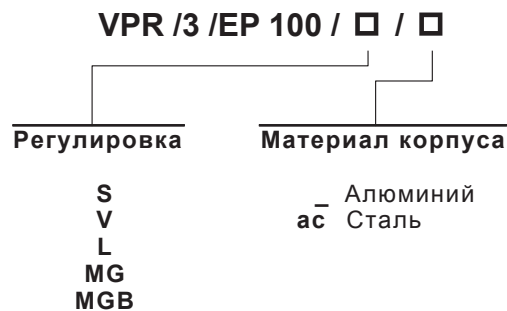 VPR /3 /EP 100 / □ / □
Регулировка
Материал корпуса
S
V
L
MG
MGB
_ Алюминий
ac Сталь